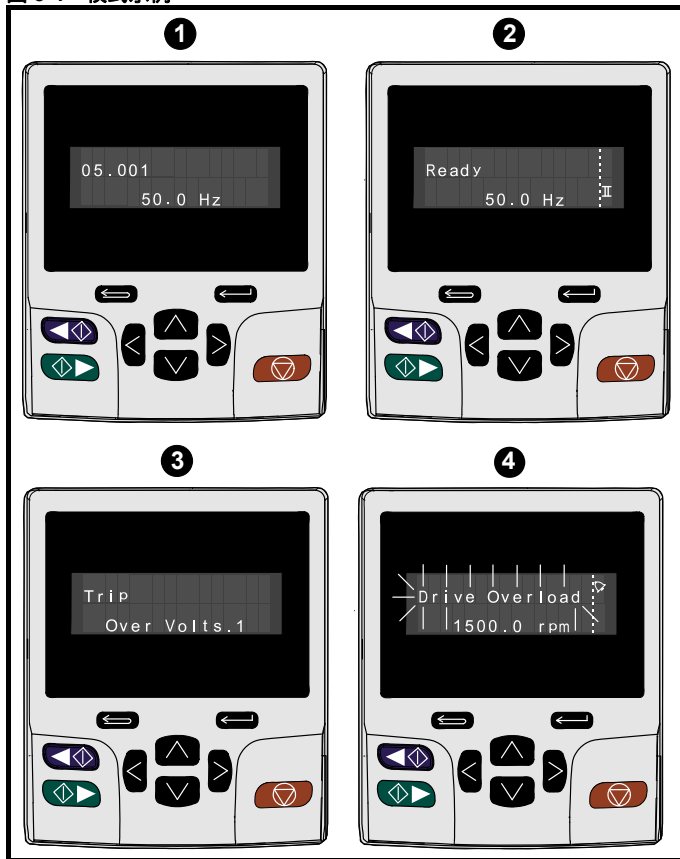 1
2
05.001
50.0 Hz
Ready
50.0 Hz
II
3
4
Trip
Over Volts.1
Drive Overload
1500.0 rpm